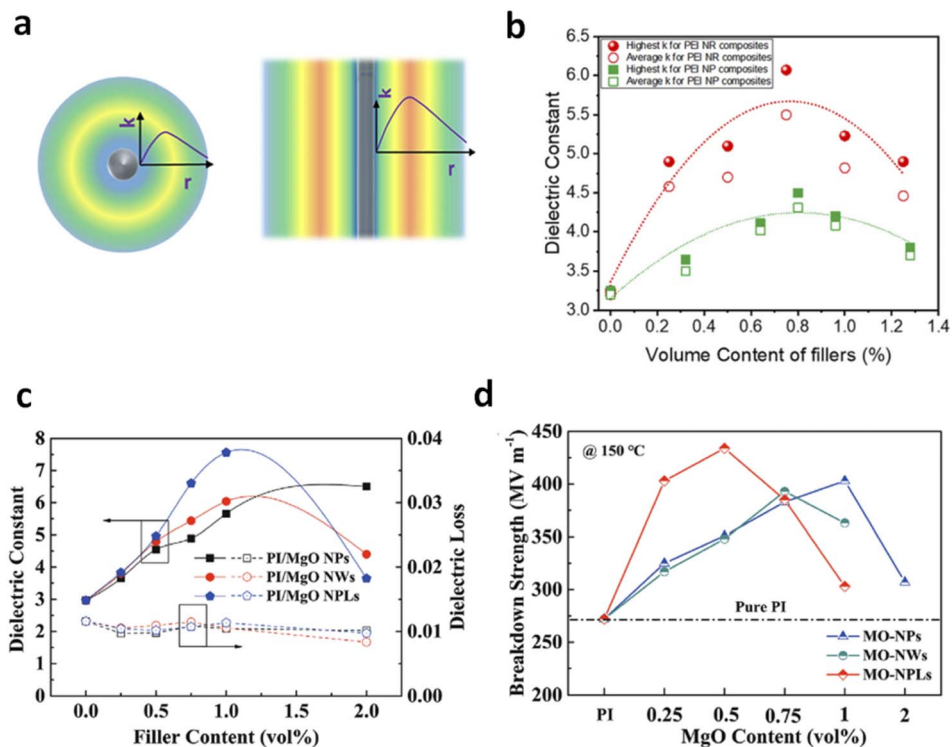 a
k
r
k
r
b
Highest k for PEI NR composites
Average k for PEI NR composites
Highest k for PEI NP composites
Average k for PEI NP composites
Dielectric Constant
6.5
6.0
5.5
5.0
4.5
4.0
3.5
3.0
0.0 0.2 0.4 0.6 0.8 1.0 1.2 1.4
Volume Content of fillers (%)
c
Dielectric Constant
8
7
6
5
4
3
2
1
0
0.04
0.03
0.02
0.01
0.00
Dielectric Loss
PI/MgO NPs
PI/MgO NWs
PI/MgO NPLs
0.0 0.5 1.0 1.5 2.0
Filler Content (vol%)
d
Breakdown Strength (MV m⁻¹)
450
400
350
300
250
200
@ 150 °C
Pure PI
MO-NPs
MO-NWs
MO-NPLs
PI 0.25 0.5 0.75 1 2
MgO Content (vol%)